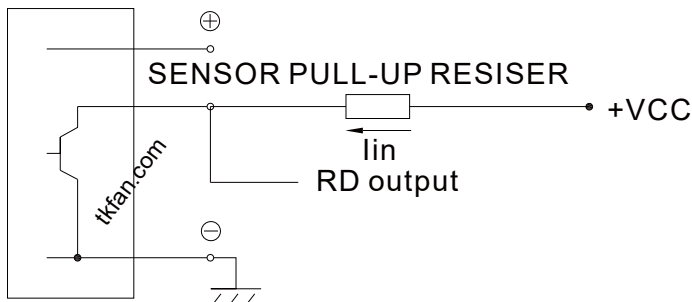 +
SENSOR PULL-UP RESISER
+VCC
Iin
RD output
tkfan.com
−